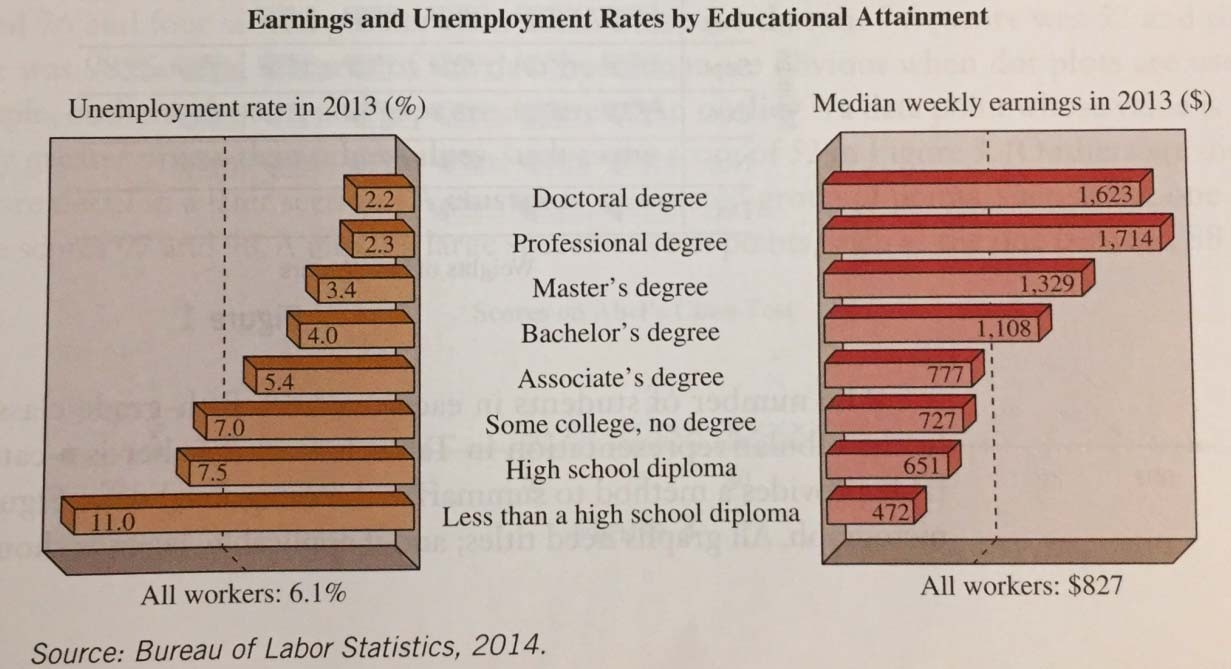 Earnings and Unemployment Rates by Educational Attainment
Unemployment rate in 2013 (%)
Median weekly earnings in 2013 ($)
2.2 Doctoral degree 1,623
2.3 Professional degree 1,714
3.4 Master's degree 1,329
4.0 Bachelor's degree 1,108
5.4 Associate's degree 777
7.0 Some college, no degree 727
7.5 High school diploma 651
11.0 Less than a high school diploma 472
All workers: 6.1%
All workers: $827
Source: Bureau of Labor Statistics, 2014.